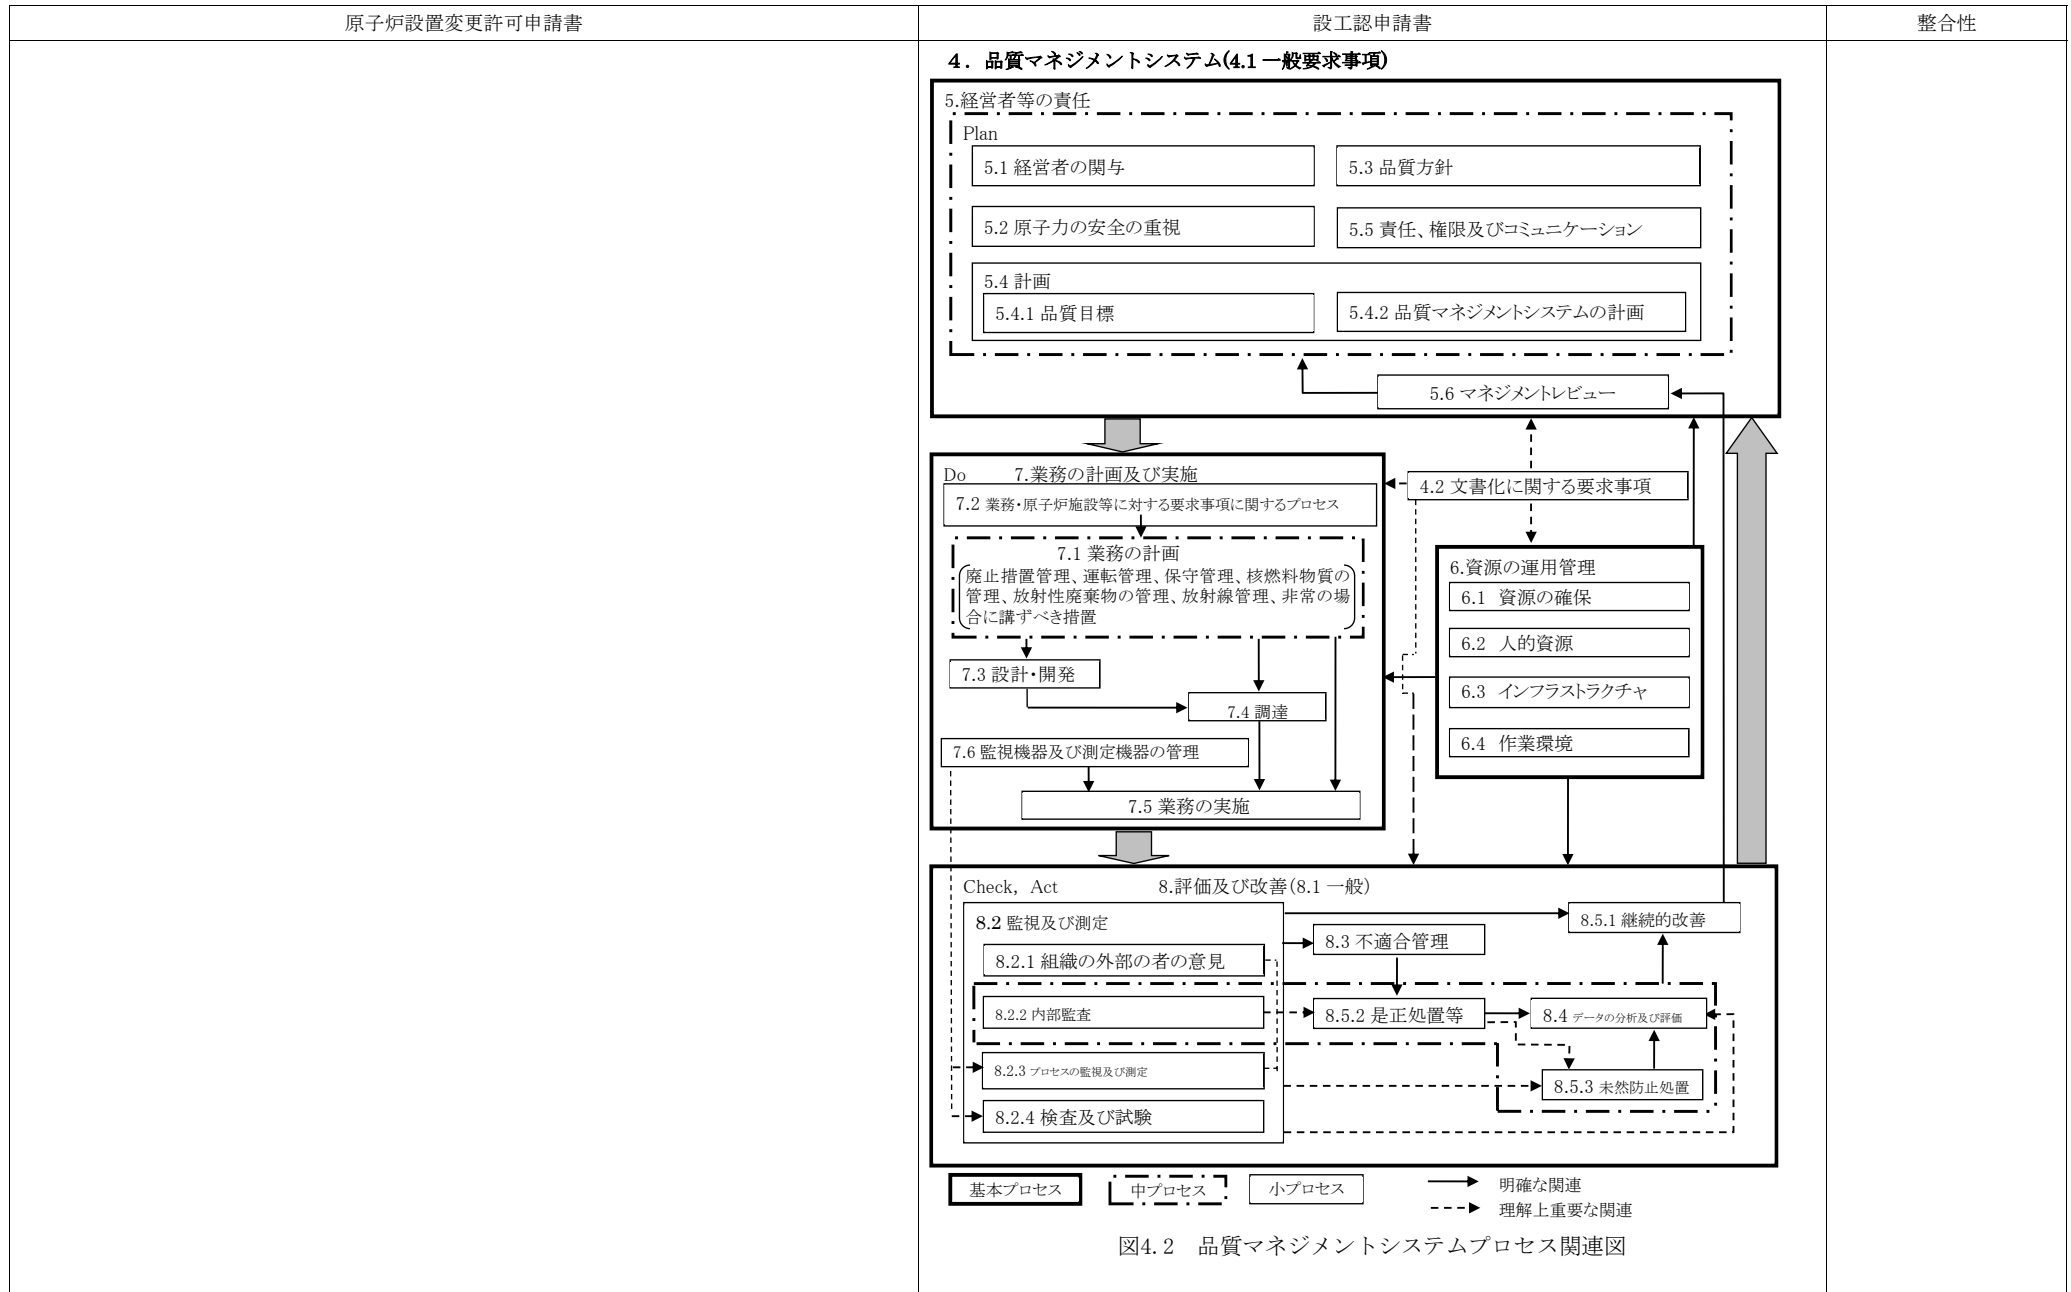 原子炉設置変更許可申請書
設工認申請書
整合性
４．品質マネジメントシステム(4.1 一般要求事項)
5.経営者等の責任
Plan
5.1 経営者の関与
5.3 品質方針
5.2 原子力の安全の重視
5.5 責任、権限及びコミュニケーション
5.4 計画
5.4.1 品質目標
5.4.2 品質マネジメントシステムの計画
5.6 マネジメントレビュー
Do 7.業務の計画及び実施
7.2 業務・原子炉施設等に対する要求事項に関するプロセス
7.1 業務の計画
廃止措置管理、運転管理、保守管理、核燃料物質の
管理、放射性廃棄物の管理、放射線管理、非常の場
合に講ずべき措置
7.3 設計・開発
7.4 調達
7.6 監視機器及び測定機器の管理
7.5 業務の実施
4.2 文書化に関する要求事項
6.資源の運用管理
6.1 資源の確保
6.2 人的資源
6.3 インフラストラクチャ
6.4 作業環境
Check, Act 8.評価及び改善(8.1 一般)
8.2 監視及び測定
8.2.1 組織の外部の者の意見
8.2.2 内部監査
8.2.3 プロセスの監視及び測定
8.2.4 検査及び試験
8.3 不適合管理
8.5.1 継続的改善
8.5.2 是正処置等
8.4 データの分析及び評価
8.5.3 未然防止処置
基本プロセス
中プロセス
小プロセス
明確な関連
理解上重要な関連
図4.2 品質マネジメントシステムプロセス関連図